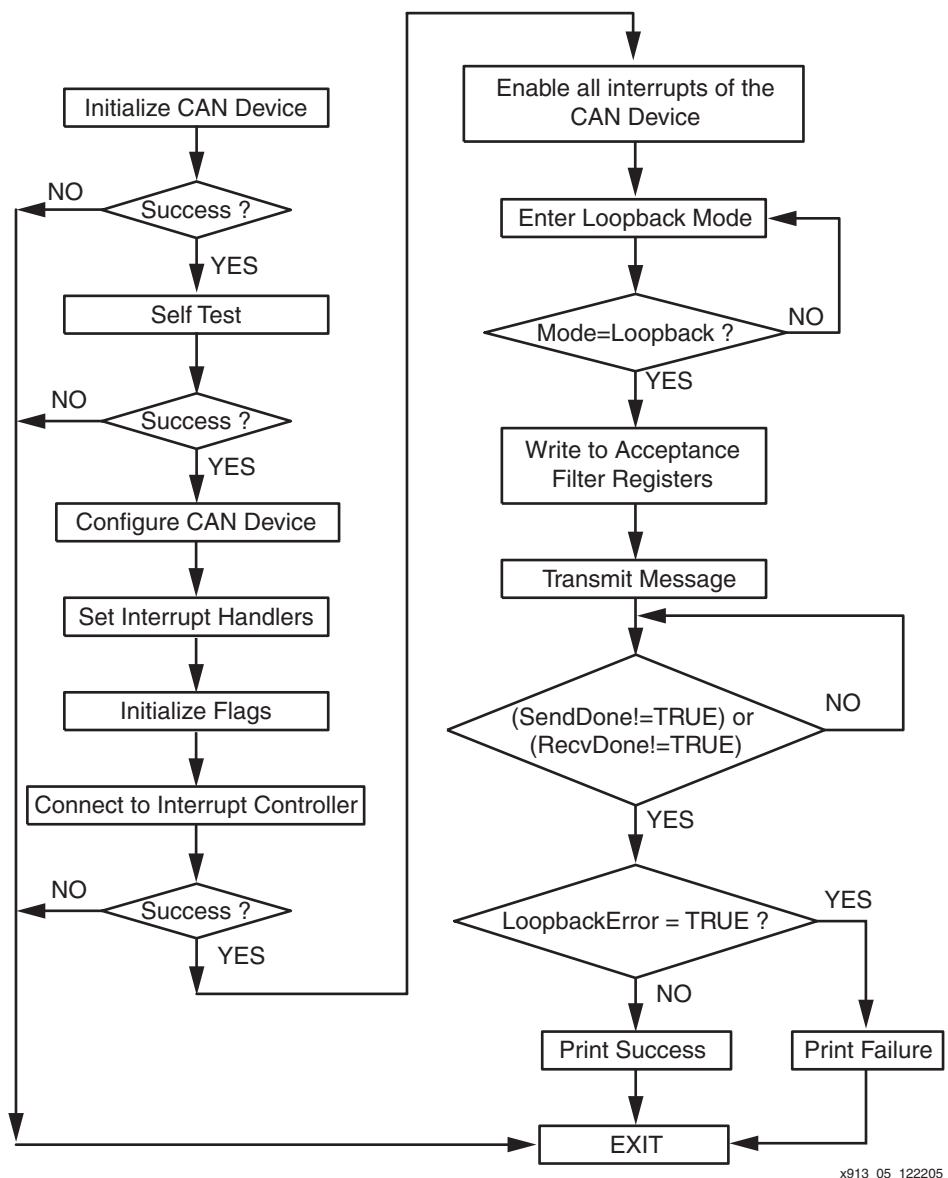 Initialize CAN Device
NO
Success ?
YES
Self Test
NO
Success ?
YES
Configure CAN Device
Set Interrupt Handlers
Initialize Flags
Connect to Interrupt Controller
NO
Success ?
YES
Enable all interrupts of the
CAN Device
Enter Loopback Mode
Mode=Loopback ?
NO
YES
Write to Acceptance
Filter Registers
Transmit Message
(SendDone!=TRUE) or
(RecvDone!=TRUE)
NO
YES
LoopbackError = TRUE ?
YES
NO
Print Success
Print Failure
EXIT
x913_05_122205